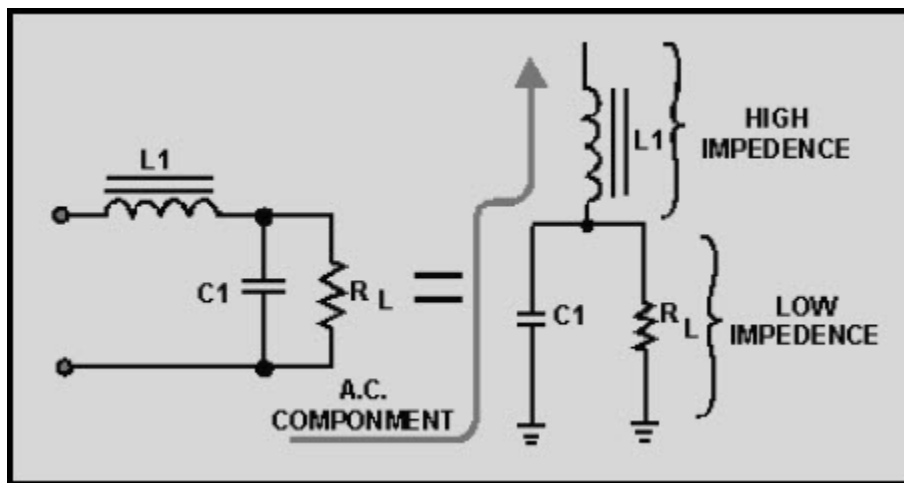 L1
C1
R L
=
A.C.
COMPONMENT
L1
HIGH
IMPEDENCE
C1
R L
LOW
IMPEDENCE